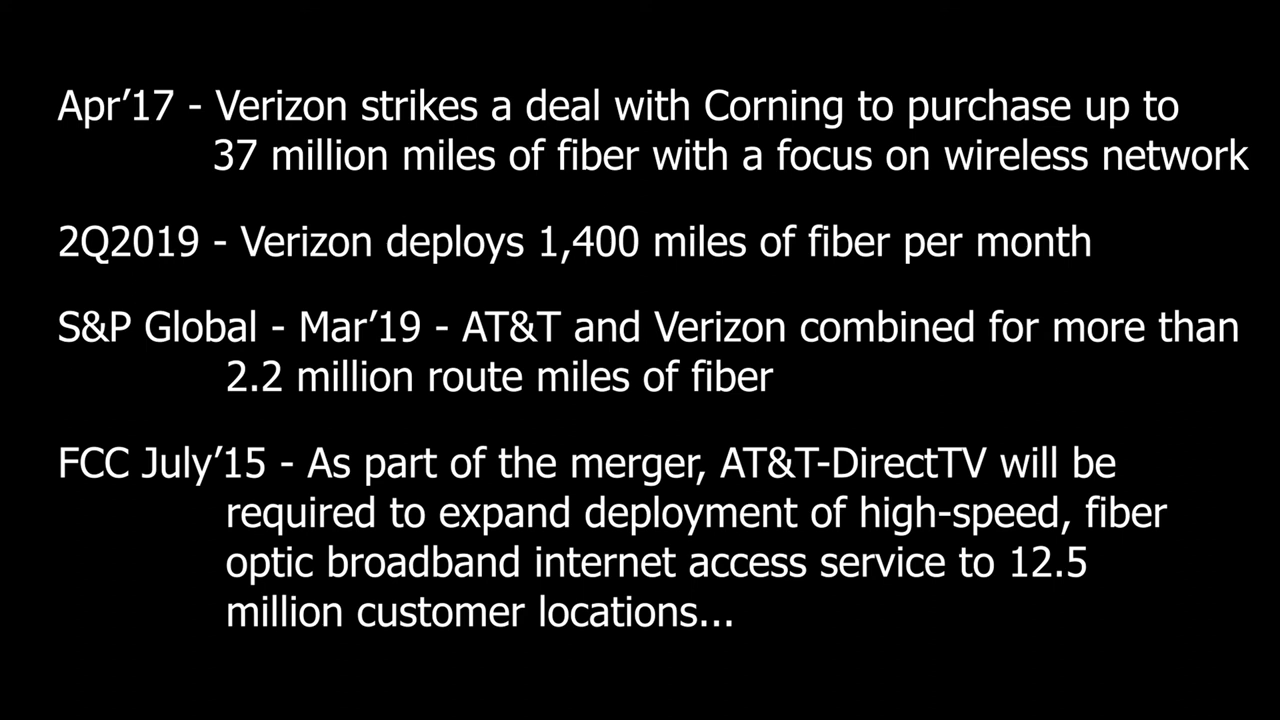 Apr’17 - Verizon strikes a deal with Corning to purchase up to
37 million miles of fiber with a focus on wireless network
2Q2019 - Verizon deploys 1,400 miles of fiber per month
S&P Global - Mar’19 - AT&T and Verizon combined for more than
2.2 million route miles of fiber
FCC July’15 - As part of the merger, AT&T-DirectTV will be
required to expand deployment of high-speed, fiber
optic broadband internet access service to 12.5
million customer locations...